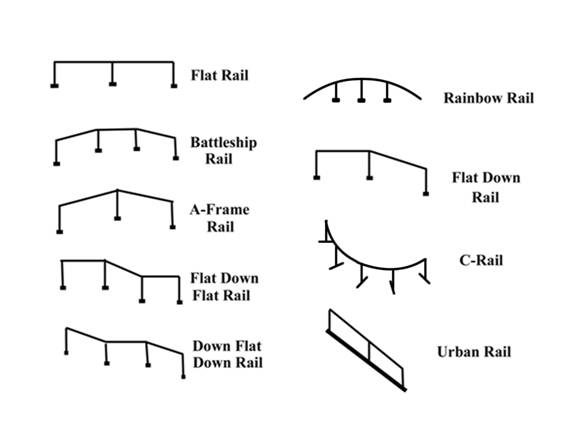 Flat Rail
Battleship
Rail
A-Frame
Rail
Flat Down
Flat Rail
Down Flat
Down Rail
Rainbow Rail
Flat Down
Rail
C-Rail
Urban Rail